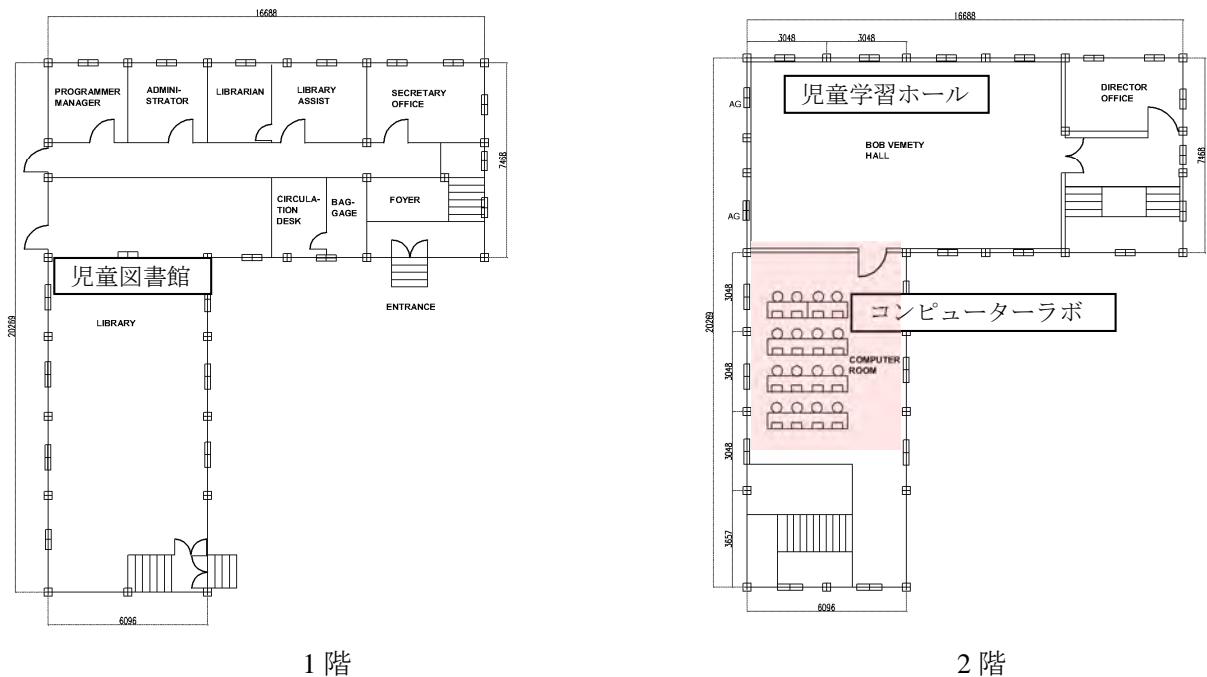 16688
PROGRAMMER
MANAGER
ADMINI-
STRATOR
LIBRARIAN
LIBRARY
ASSIST
SECRETARY
OFFICE
7468
CIRCULA-
TION
DESK
BAG-
GAGE
FOYER
児童図書館
ENTRANCE
LIBRARY
20269
6096
1 階
16688
3048
3048
児童学習ホール
DIRECTOR
OFFICE
AG
BOB VEMETY
HALL
7468
AG
3048
コンピューターラボ
20269
COMPUTER
ROOM
3048
3048
3657
6096
2 階